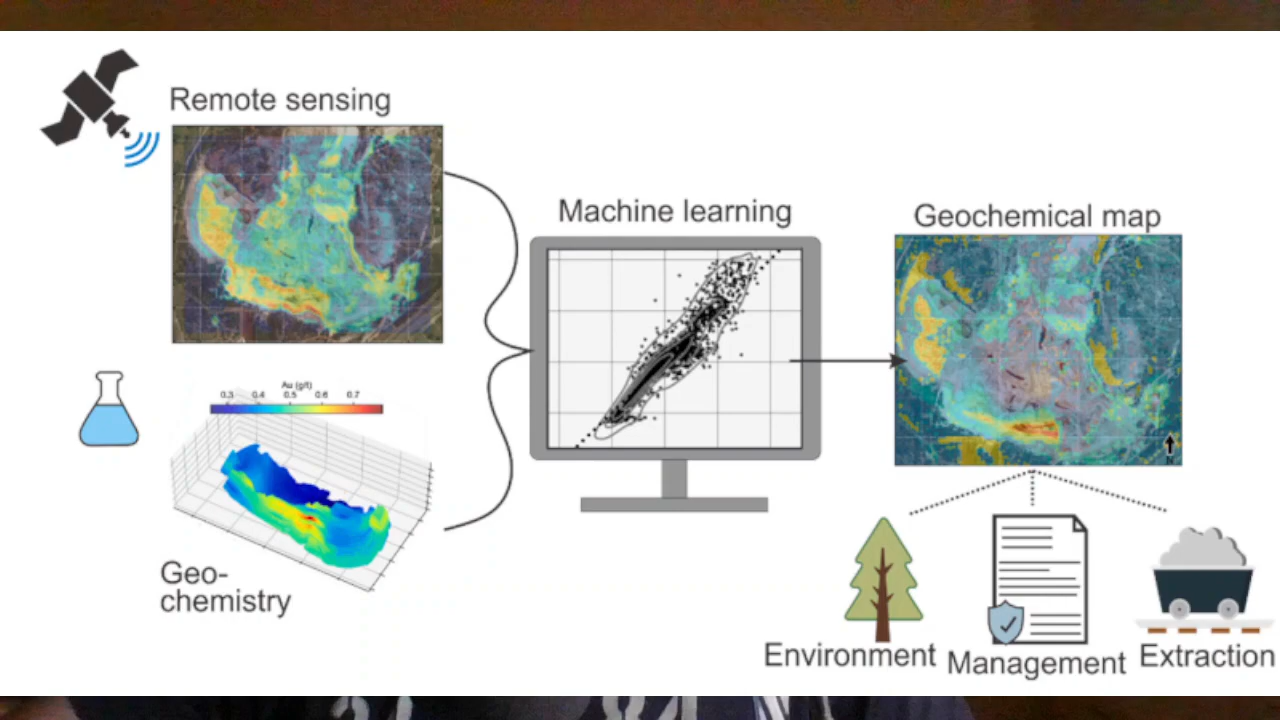 Remote sensing
Machine learning
Geochemical map
Au (g/t)
0.3 0.4 0.5 0.6 0.7
Geo-
chemistry
N
Environment
Management
Extraction